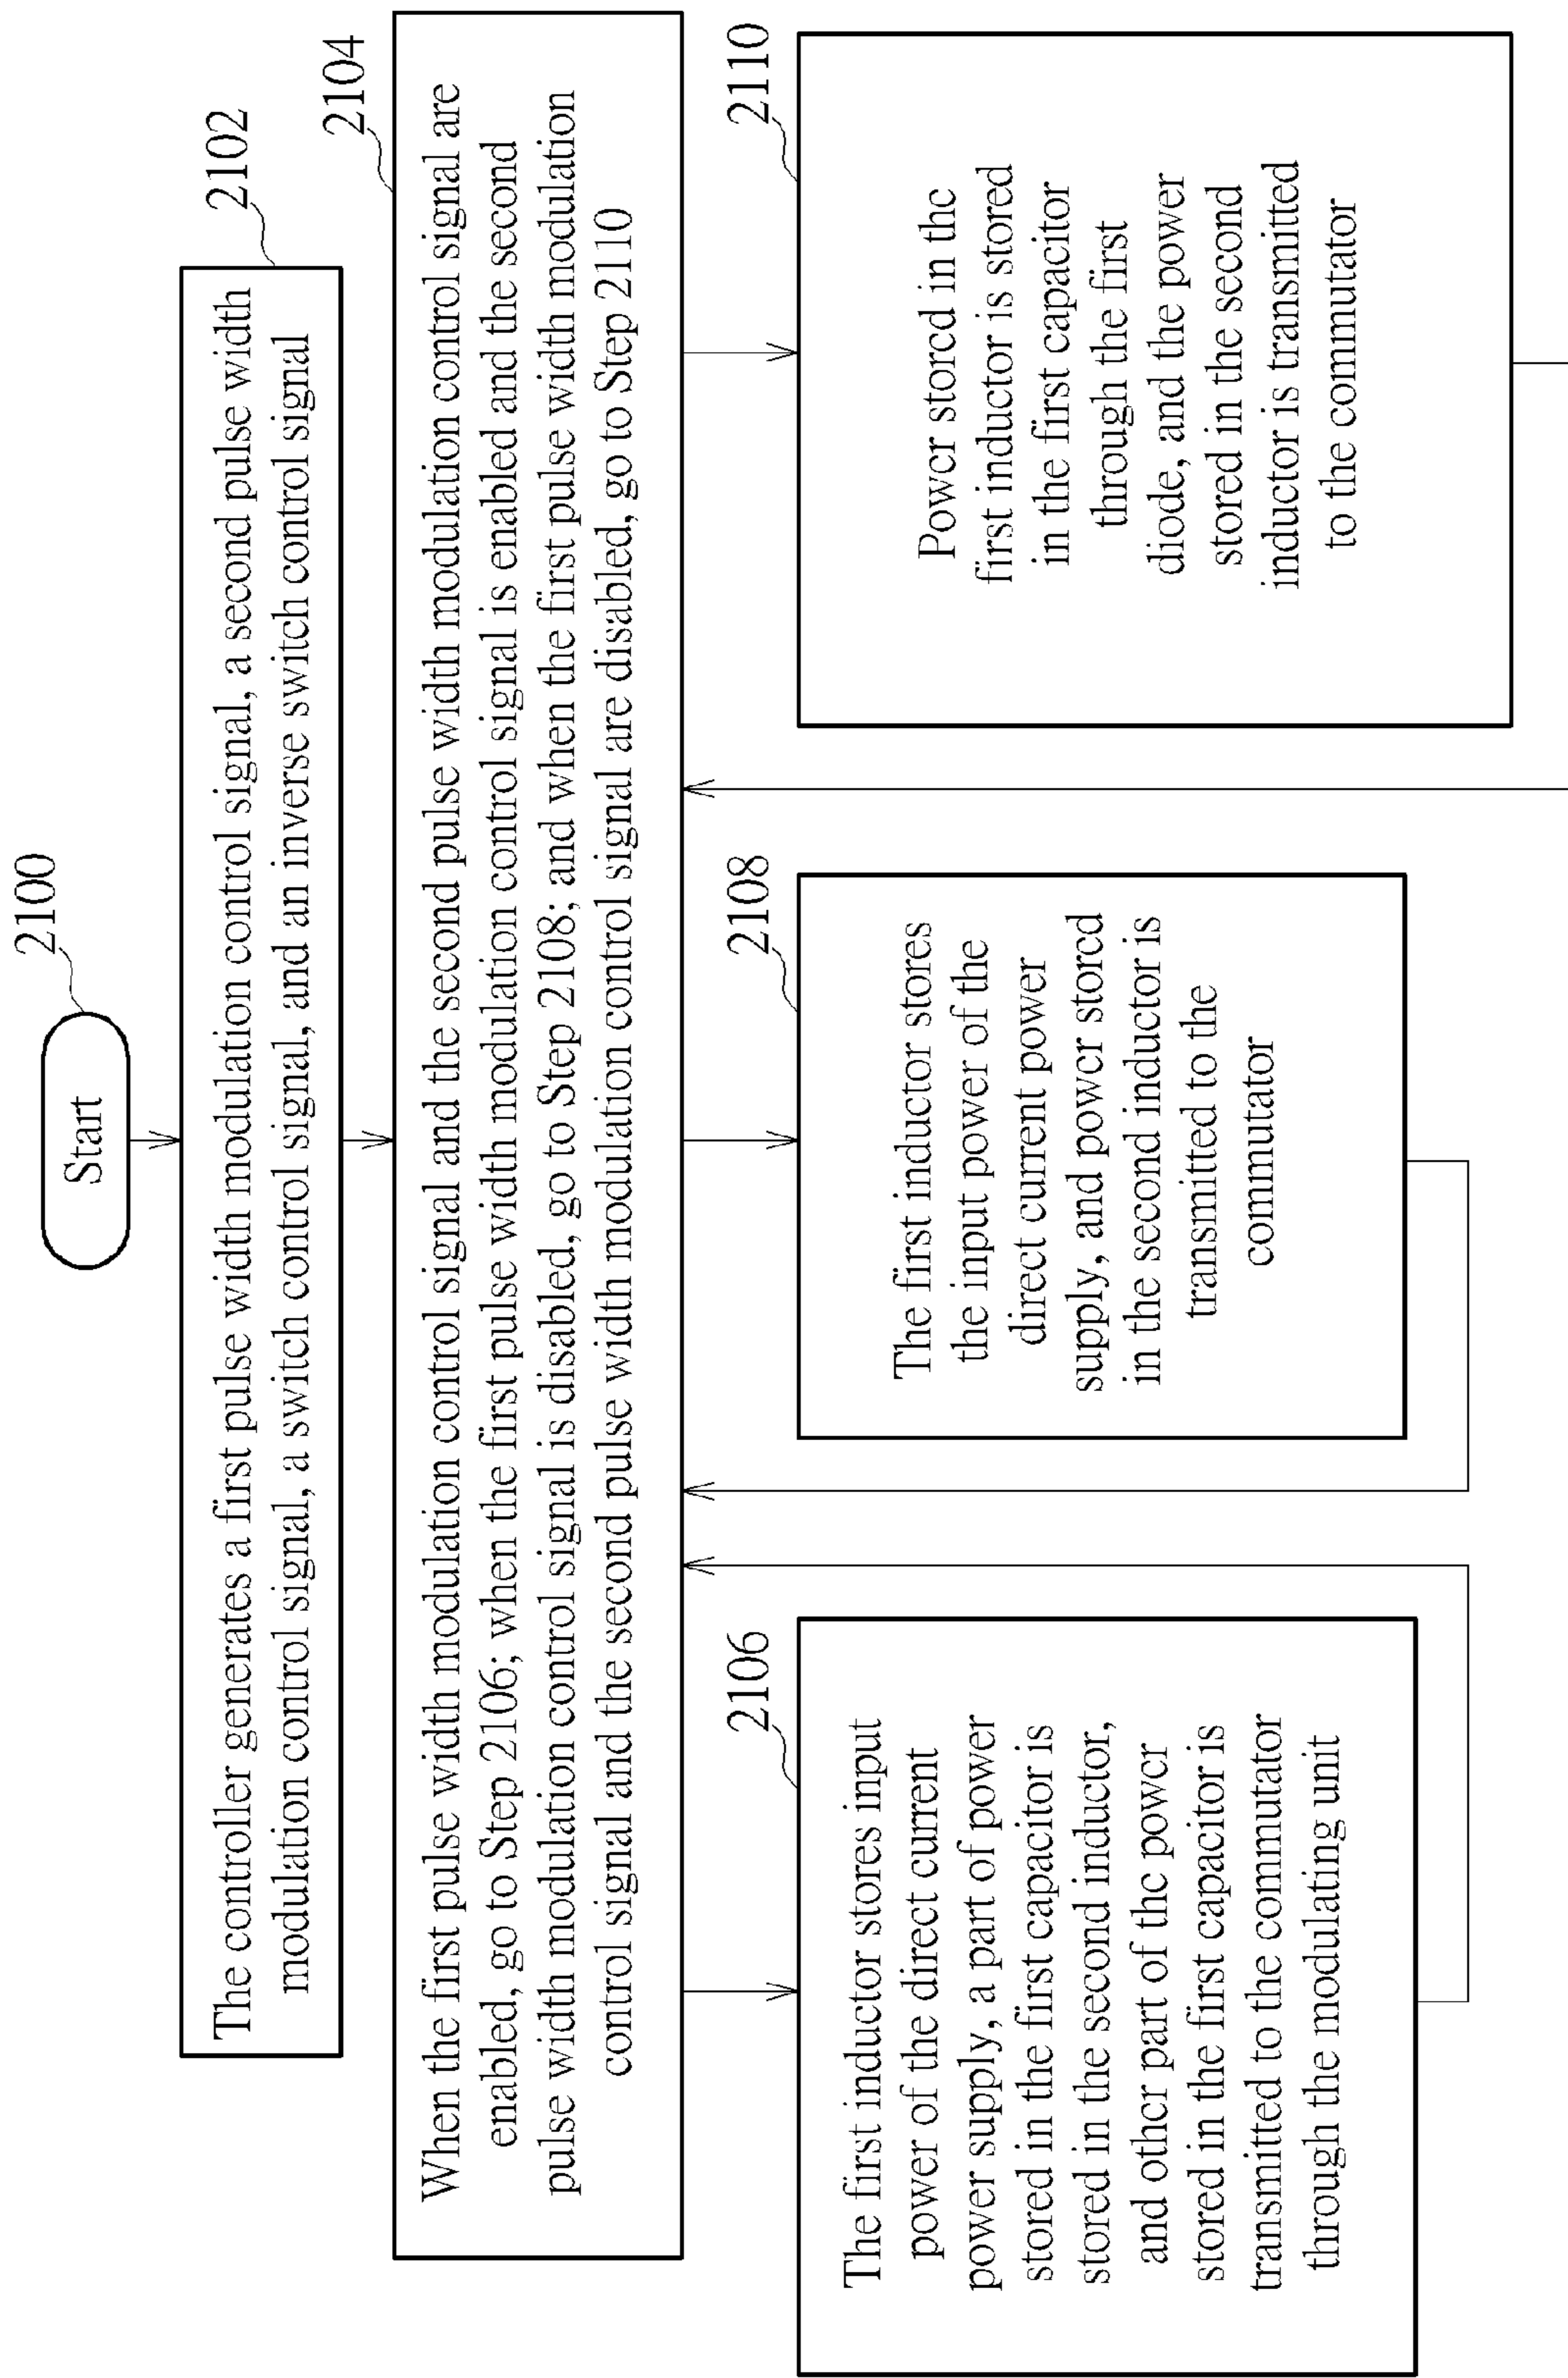 2100
Start
2102
The controller generates a first pulse width modulation control signal, a second pulse width
modulation control signal, a switch control signal, and an inverse switch control signal
2104
When the first pulse width modulation control signal and the second pulse width modulation control signal are
enabled, go to Step 2106; when the first pulse width modulation control signal is enabled and the second
pulse width modulation control signal is disabled, go to Step 2108; and when the first pulse width modulation
control signal and the second pulse width modulation control signal are disabled, go to Step 2110
2106
The first inductor stores input
power of the direct current
power supply, a part of power
stored in the first capacitor is
stored in the second inductor,
and other part of the power
stored in the first capacitor is
transmitted to the commutator
through the modulating unit
2108
The first inductor stores
the input power of the
direct current power
supply, and power stored
in the second inductor is
transmitted to the
commutator
2110
Power stored in the
first inductor is stored
in the first capacitor
through the first
diode, and the power
stored in the second
inductor is transmitted
to the commutator